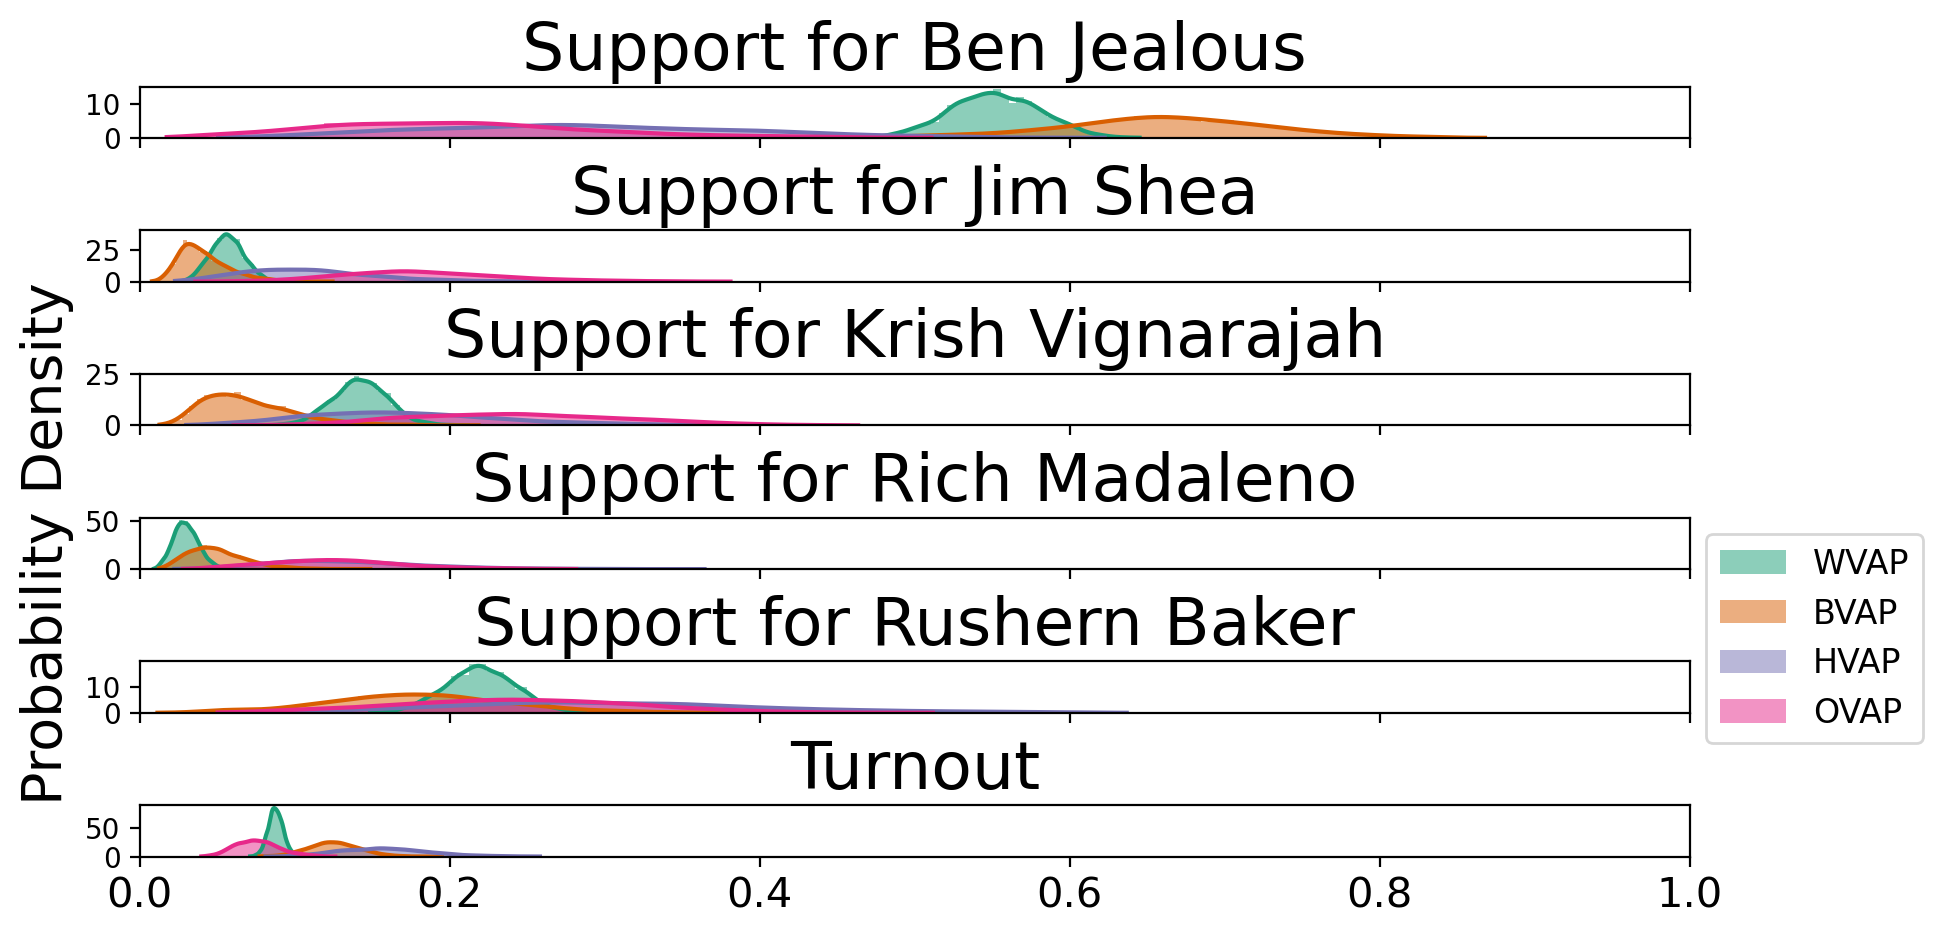 Support for Ben Jealous
10
0
Support for Jim Shea
25
0
Support for Krish Vignarajah
25
0
Support for Rich Madaleno
50
0
Support for Rushern Baker
10
0
Turnout
50
0
0.0 0.2 0.4 0.6 0.8 1.0
Probability Density
WVAP
BVAP
HVAP
OVAP